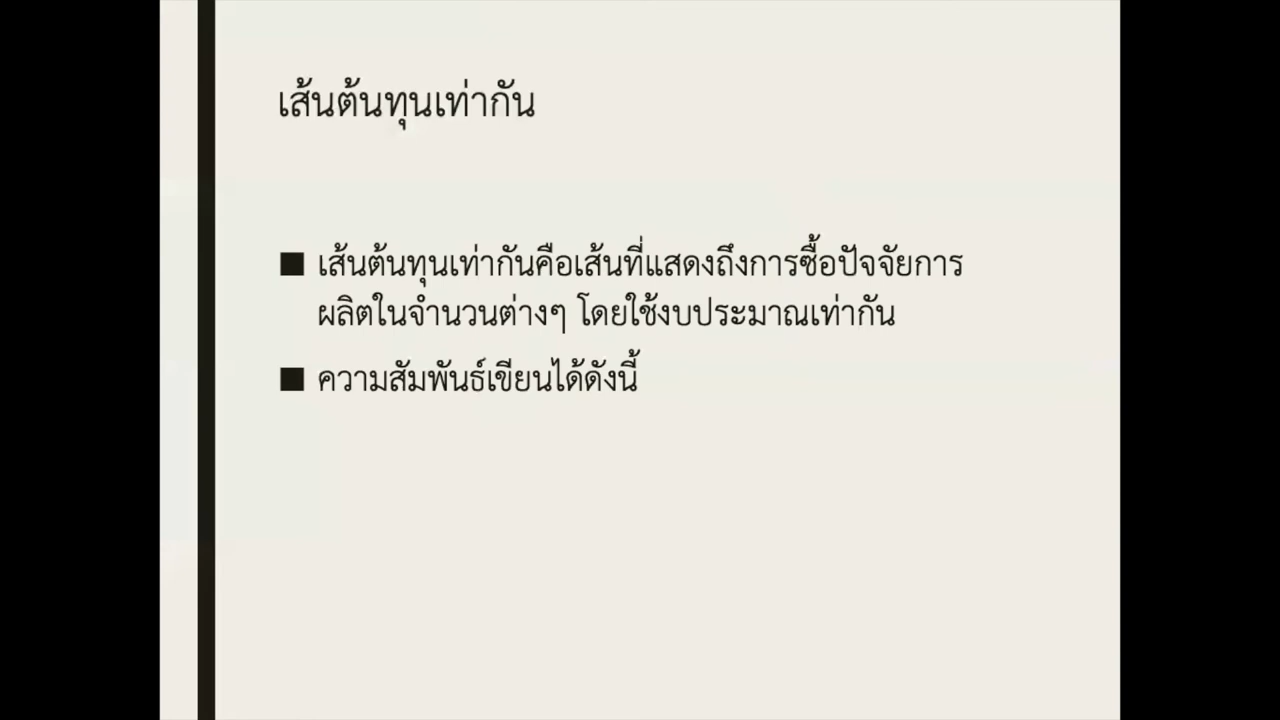 เส้นต้นทุนเท่ากัน
■ เส้นต้นทุนเท่ากันคือเส้นที่แสดงถึงการซื้อปัจจัยการ
ผลิตในจำนวนต่างๆ โดยใช้งบประมาณเท่ากัน
■ ความสัมพันธ์เขียนได้ดังนี้